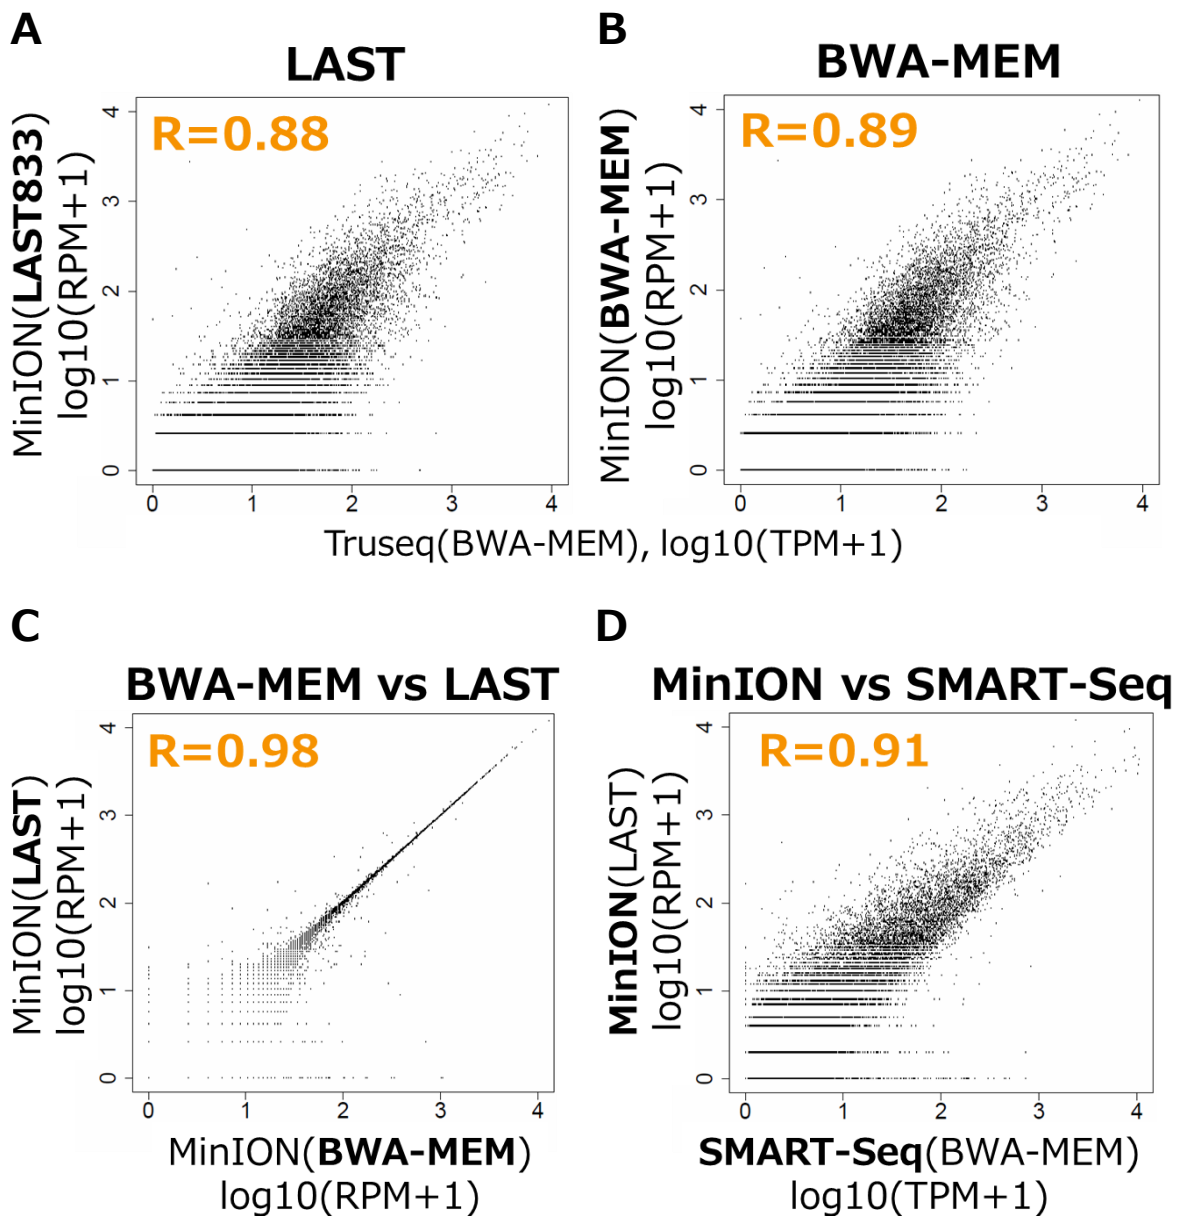 A
LAST
R=0.88
MinION(LAST833)
log10(RPM+1)
4
3
2
1
0
0 1 2 3 4
B
BWA-MEM
R=0.89
MinION(BWA-MEM)
log10(RPM+1)
4
3
2
1
0
0 1 2 3 4
Truseq(BWA-MEM), log10(TPM+1)
C
BWA-MEM vs LAST
R=0.98
MinION(LAST)
log10(RPM+1)
4
3
2
1
0
0 1 2 3 4
MinION(BWA-MEM)
log10(RPM+1)
D
MinION vs SMART-Seq
R=0.91
MinION(LAST)
log10(RPM+1)
4
3
2
1
0
0 1 2 3 4
SMART-Seq(BWA-MEM)
log10(TPM+1)